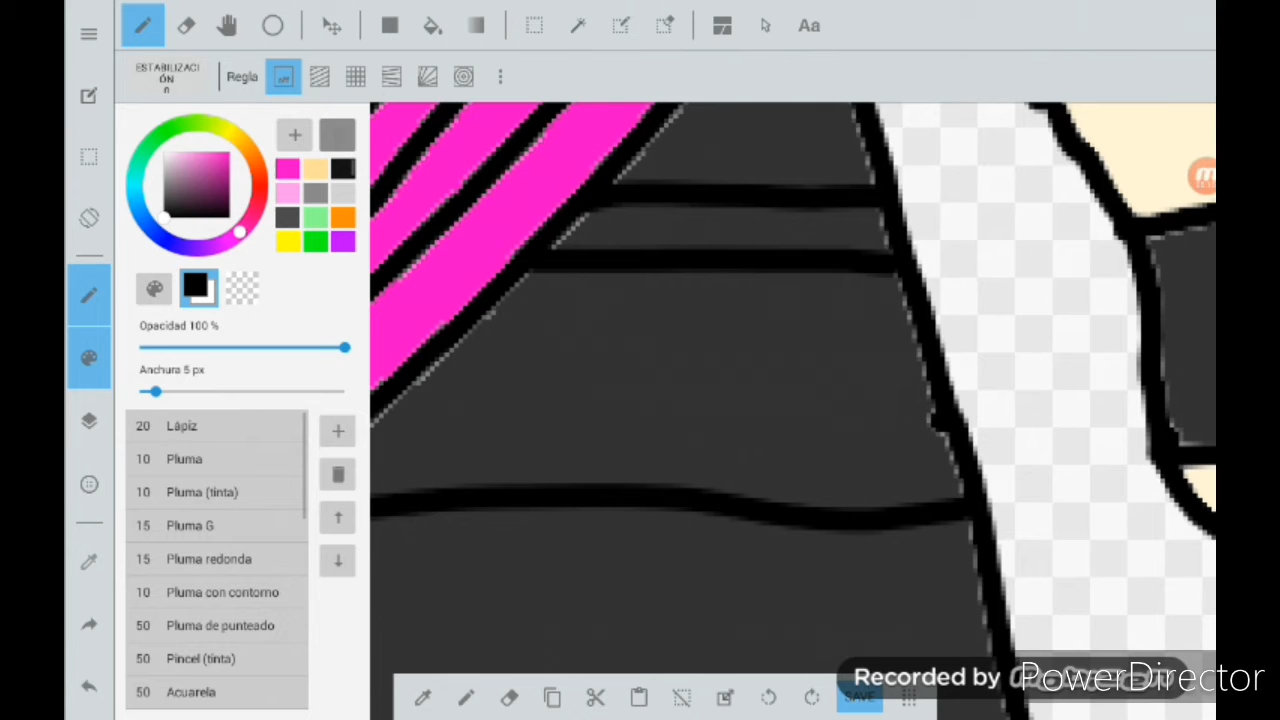 Aa
ESTABILIZACI
ÓN
0
Regla
off
Opacidad 100 %
Anchura 5 px
20 Lápiz
10 Pluma
10 Pluma (tinta)
15 Pluma G
15 Pluma redonda
10 Pluma con contorno
50 Pluma de punteado
50 Pincel (tinta)
50 Acuarela
SAVE
Recorded by
PowerDirector